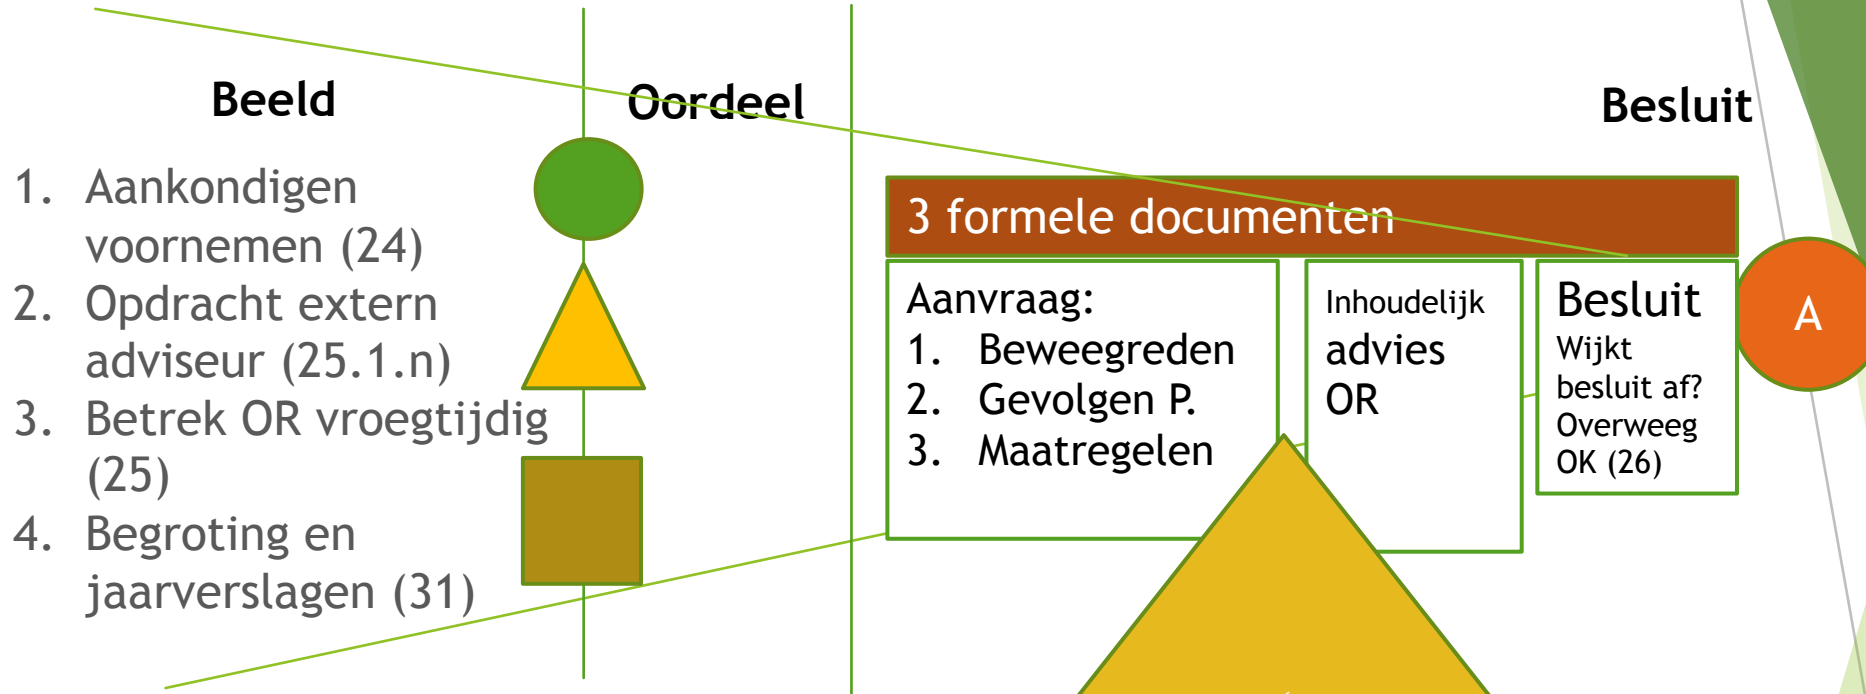 Beeld
Oordeel
Besluit
1. Aankondigen
voornemen (24)
2. Opdracht extern
adviseur (25.1.n)
3. Betrek OR vroegtijdig
(25)
4. Begroting en
jaarverslagen (31)
3 formele documenten
Aanvraag:
1. Beweegreden
2. Gevolgen P.
3. Maatregelen
Inhoudelijk
advies
OR
Besluit
Wijkt
besluit af?
Overweeg
OK (26)
A